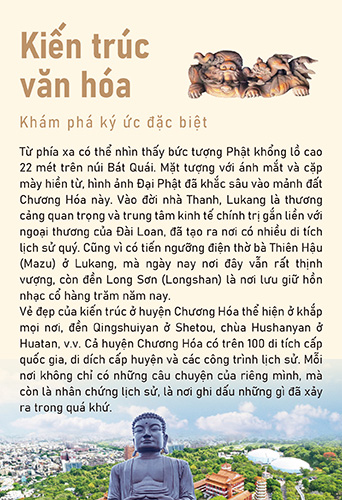 Kiến trúc
văn hóa
Khám phá ký ức đặc biệt
Từ phía xa có thể nhìn thấy bức tượng Phật khổng lồ cao
22 mét trên núi Bát Quái. Mặt tượng với ánh mắt và cặp
mày hiền từ, hình ảnh Đại Phật đã khắc sâu vào mảnh đất
Chương Hóa này. Vào đời nhà Thanh, Lukang là thương
cảng quan trọng và trung tâm kinh tế chính trị gắn liền với
ngoại thương của Đài Loan, đã tạo ra nơi có nhiều di tích
lịch sử quý. Cũng vì có tiến ngưỡng điện thờ bà Thiên Hậu
(Mazu) ở Lukang, mà ngày nay nơi đây vẫn rất thịnh
vượng, còn đền Long Sơn (Longshan) là nơi lưu giữ hồn
nhạc cổ hàng trăm năm nay.
Vẻ đẹp của kiến trúc ở huyện Chương Hóa thể hiện ở khắp
mọi nơi, đền Qingshuiyan ở Shetou, chùa Hushanyan ở
Huatan, v.v. Cả huyện Chương Hóa có trên 100 di tích cấp
quốc gia, di dích cấp huyện và các công trình lịch sử. Mỗi
nơi không chỉ có những câu chuyện của riêng mình, mà
còn là nhân chứng lịch sử, là nơi ghi dấu những gì đã xảy
ra trong quá khứ.